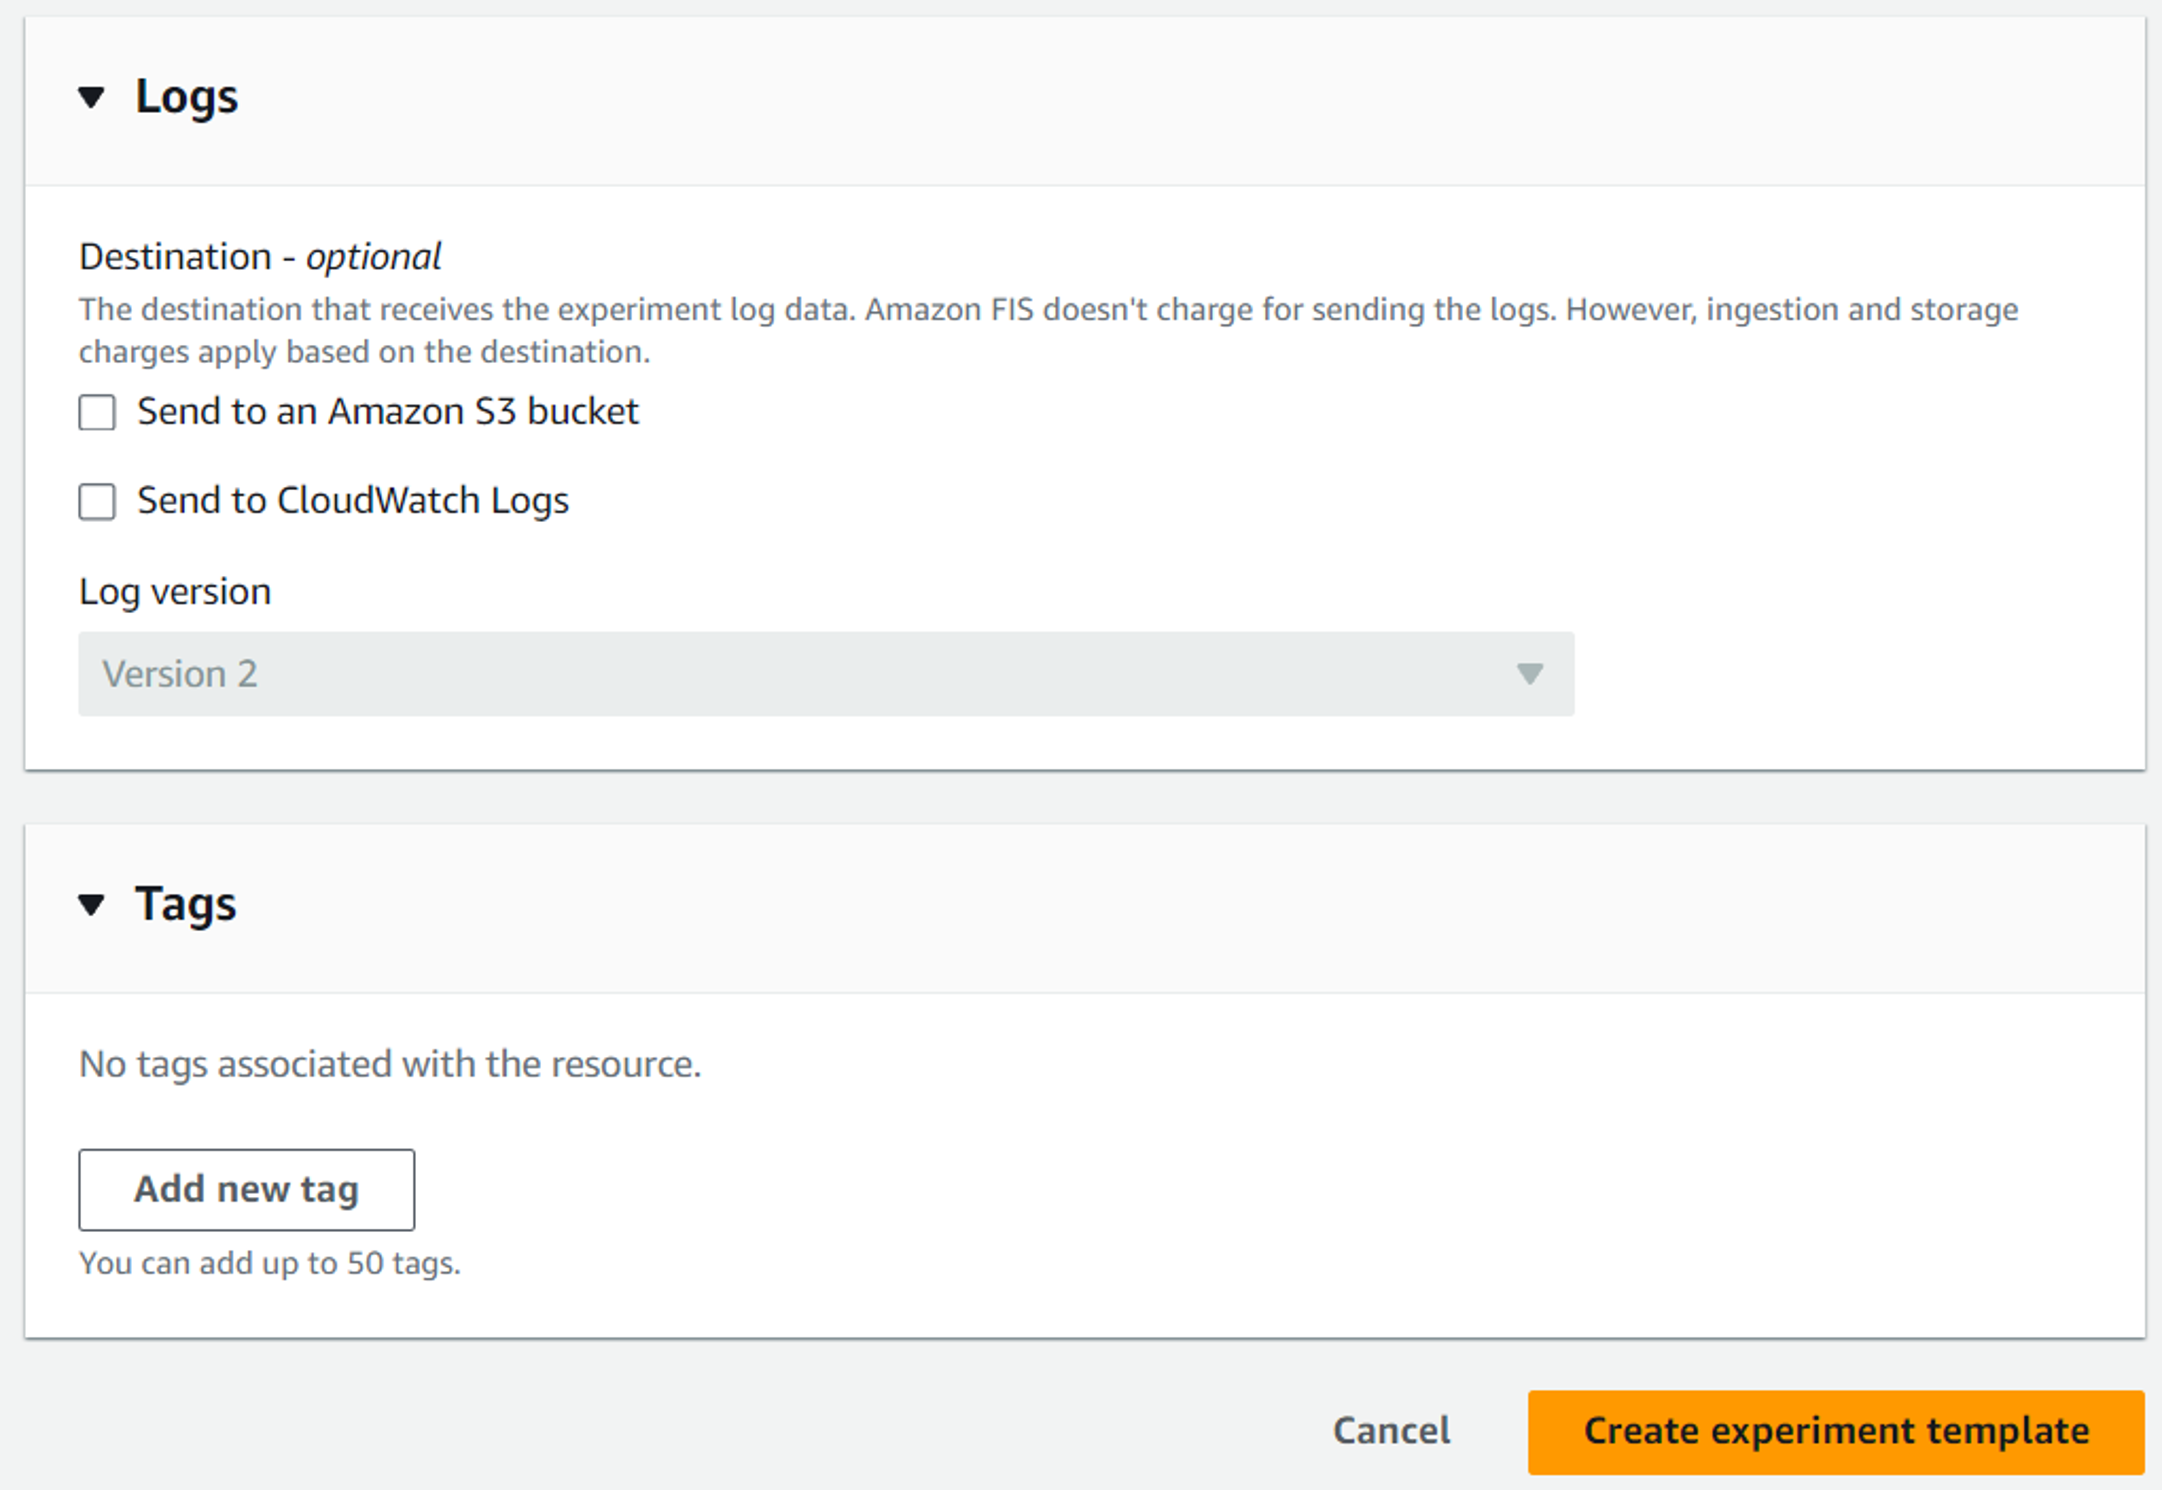 Logs
Destination - optional
The destination that receives the experiment log data. Amazon FIS doesn't charge for sending the logs. However, ingestion and storage
charges apply based on the destination.
Send to an Amazon S3 bucket
Send to CloudWatch Logs
Log version
Version 2
Tags
No tags associated with the resource.
Add new tag
You can add up to 50 tags.
Cancel
Create experiment template